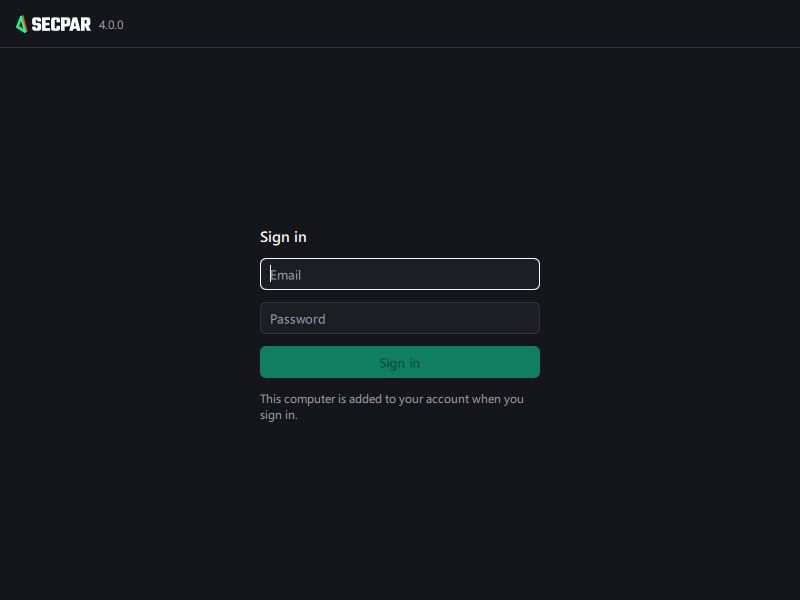 SECPAR 4.0.0
Sign in
Email
Password
Sign in
This computer is added to your account when you
sign in.